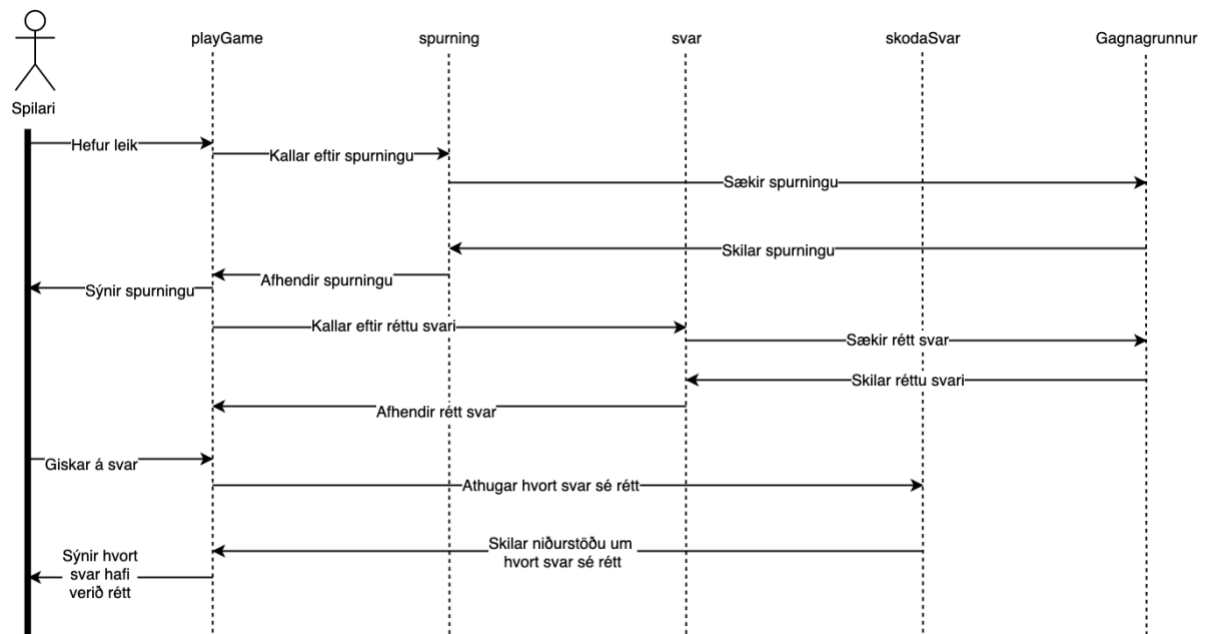 playGame
spurning
svar
skodaSvar
Gagnagrunnur
Spilari
Hefur leik
Kallar eftir spurningu
Sækir spurningu
Skilar spurningu
Afhendir spurningu
Sýnir spurningu
Kallar eftir réttu svari
Sækir rétt svar
Skilar réttu svari
Afhendir rétt svar
Giskar á svar
Athugar hvort svar sé rétt
Skilar niðurstöðu um
hvort svar sé rétt
Sýnir hvort
svar hafi
verið rétt